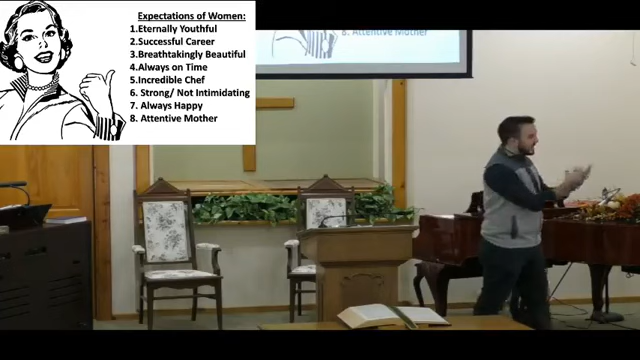 Expectations of Women:
1.Eternally Youthful
2.Successful Career
3.Breathtakingly Beautiful
4.Always on Time
5.Incredible Chef
6. Strong/ Not Intimidating
7. Always Happy
8. Attentive Mother
8. Attentive Mother